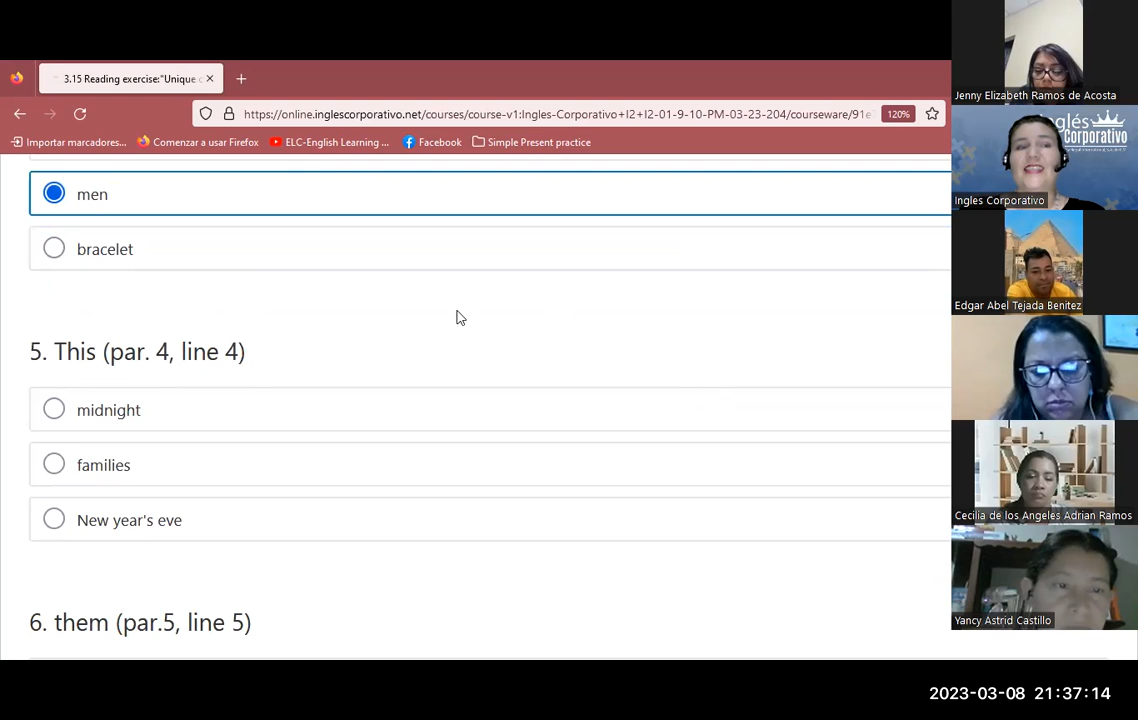 3.15 Reading exercise:"Unique c
https://online.inglescorporativo.net/courses/course-v1:Ingles-Corporativo+I2+I2-01-9-10-PM-03-23-204/courseware/91e
120%
Importar marcadores...
Comenzar a usar Firefox
ELC-English Learning ...
Facebook
Simple Present practice
men
bracelet
5. This (par. 4, line 4)
midnight
families
New year's eve
6. them (par.5, line 5)
Jenny Elizabeth Ramos de Acosta
glés
Corporativo
Ingles Corporativo
Edgar Abel Tejada Benitez
Cecilia de los Angeles Adrian Ramos
Yancy Astrid Castillo
2023-03-08 21:37:14